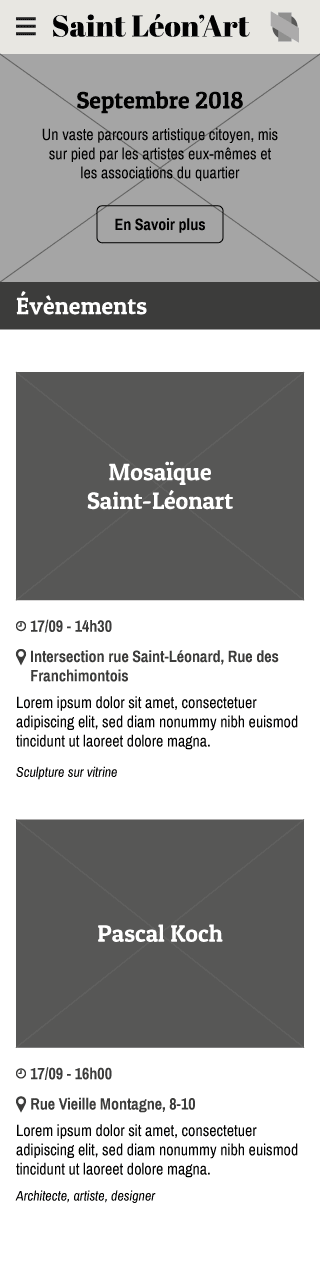 Saint Léon’Art
Septembre 2018
Un vaste parcours artistique citoyen, mis
sur pied par les artistes eux-mêmes et
les associations du quartier
En Savoir plus
Évènements
Mosaïque
Saint-Léonart
17/09 - 14h30
Intersection rue Saint-Léonard, Rue des
Franchimontois
Lorem ipsum dolor sit amet, consectetuer
adipiscing elit, sed diam nonummy nibh euismod
tincidunt ut laoreet dolore magna.
Sculpture sur vitrine
Pascal Koch
17/09 - 16h00
Rue Vieille Montagne, 8-10
Lorem ipsum dolor sit amet, consectetuer
adipiscing elit, sed diam nonummy nibh euismod
tincidunt ut laoreet dolore magna.
Architecte, artiste, designer